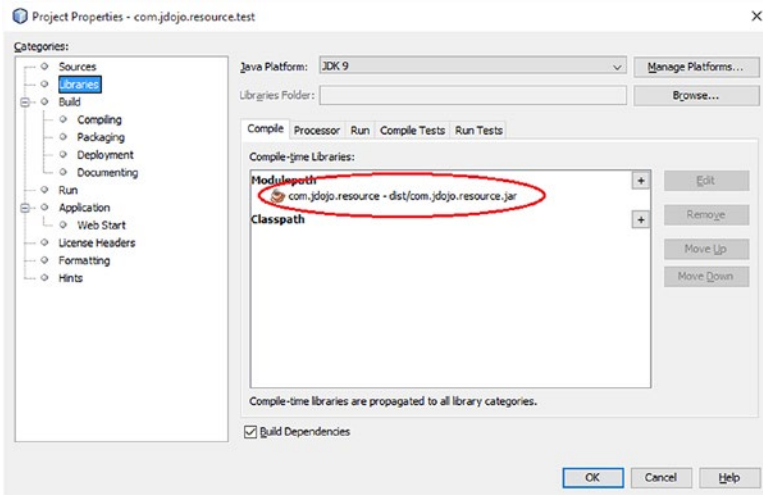 Project Properties - com.jdojo.resource.test
Categories:
Sources
Libraries
Build
Compiling
Packaging
Deployment
Documenting
Run
Application
Web Start
License Headers
Formatting
Hints
Java Platform: JDK 9 Manage Platforms...
Libraries Folder: Browse...
Compile Processor Run Compile Tests Run Tests
Compile-time Libraries:
Modulepath + Edit
com.jdojo.resource - dist/com.jdojo.resource.jar
Classpath + Remove
Move Up
Move Down
Compile-time libraries are propagated to all library categories.
Build Dependencies
OK Cancel Help